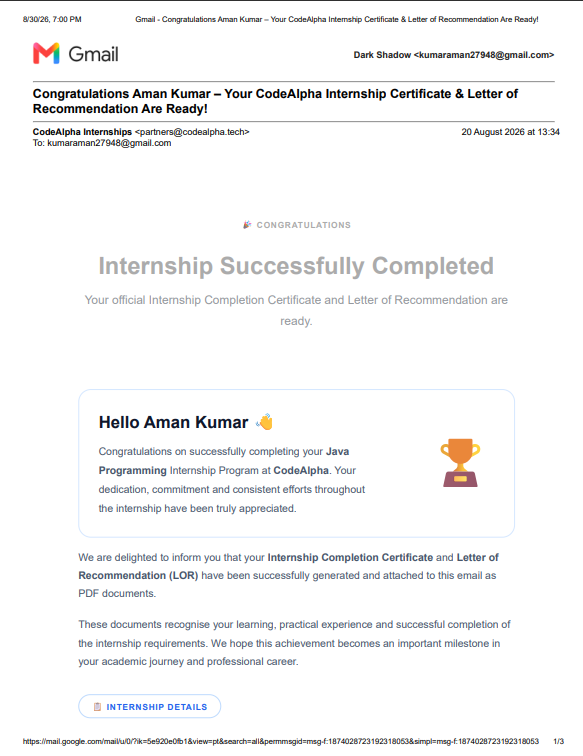 8/30/26, 7:00 PM Gmail - Congratulations Aman Kumar – Your CodeAlpha Internship Certificate & Letter of Recommendation Are Ready!
Gmail
Dark Shadow <kumararaman27948@gmail.com>
Congratulations Aman Kumar – Your CodeAlpha Internship Certificate & Letter of
Recommendation Are Ready!
CodeAlpha Internships <partners@codealpha.tech> 20 August 2026 at 13:34
To: kumararaman27948@gmail.com
CONGRATULATIONS
Internship Successfully Completed
Your official Internship Completion Certificate and Letter of Recommendation are
ready.
Hello Aman Kumar
Congratulations on successfully completing your Java
Programming Internship Program at CodeAlpha. Your
dedication, commitment and consistent efforts throughout
the internship have been truly appreciated.
We are delighted to inform you that your Internship Completion Certificate and Letter of
Recommendation (LOR) have been successfully generated and attached to this email as
PDF documents.
These documents recognise your learning, practical experience and successful completion of
the internship requirements. We hope this achievement becomes an important milestone in
your academic journey and professional career.
INTERNSHIP DETAILS
https://mail.google.com/mail/u/0/?ik=5e920e0fb1&view=pt&search=all&permmsgid=msg-f:1874028723192318053&simpl=msg-f:1874028723192318053 1/3